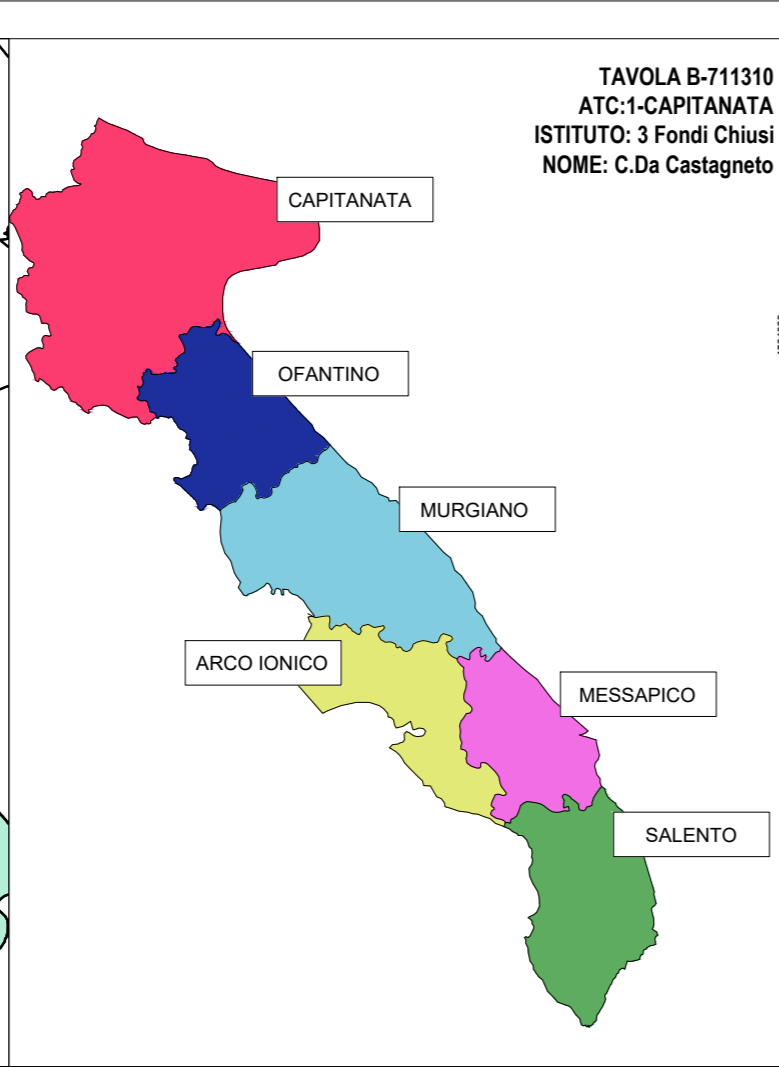 TAVOLA B-711310
ATC:1-CAPITANATA
ISTITUTO: 3 Fondi Chiusi
NOME: C.Da Castagneto
CAPITANATA
OFANTINO
MURGIANO
ARCO IONICO
MESSAPICO
SALENTO